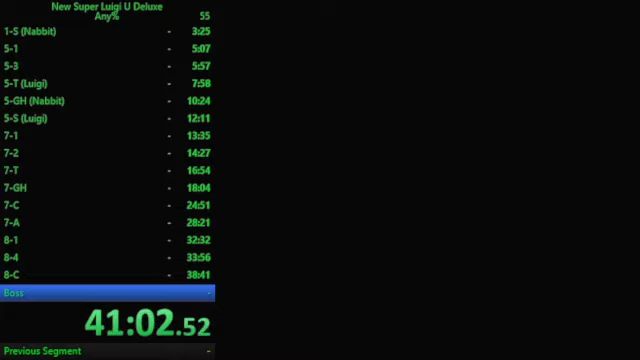 New Super Luigi U Deluxe
Any% 55
1-S (Nabbit) - 3:25
5-1 - 5:07
5-3 - 5:57
5-T (Luigi) - 7:58
5-GH (Nabbit) - 10:24
5-S (Luigi) - 12:11
7-1 - 13:35
7-2 - 14:27
7-T - 16:54
7-GH - 18:04
7-C - 24:51
7-A - 28:21
8-1 - 32:32
8-4 - 33:56
8-C - 38:41
Boss -
41:02.52
Previous Segment -